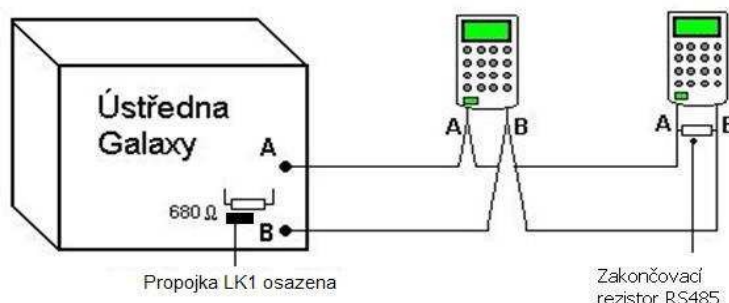 Ústředna
Galaxy
A
680 Ω
B
A B
A B
Propojka LK1 osazena
Zakončovací
rezistor RS485